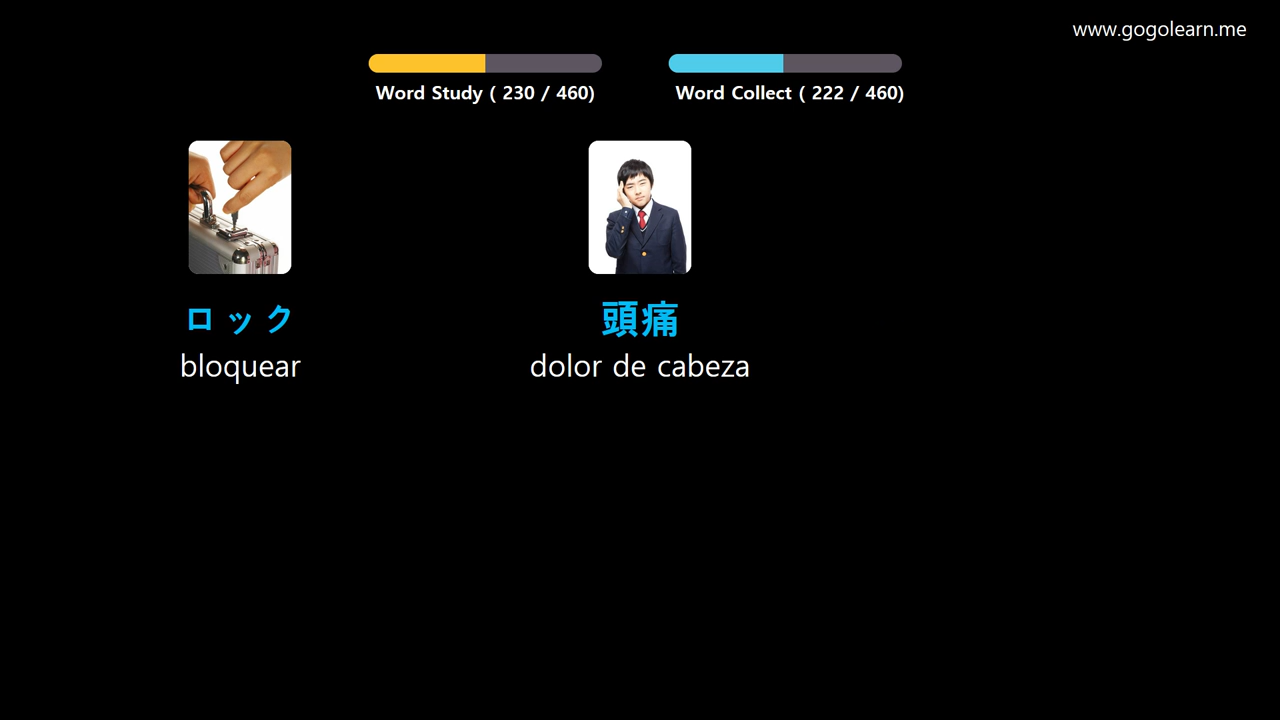 www.gogolearn.me
Word Study ( 230 / 460)
Word Collect ( 222 / 460)
ロック
頭痛
bloquear
dolor de cabeza